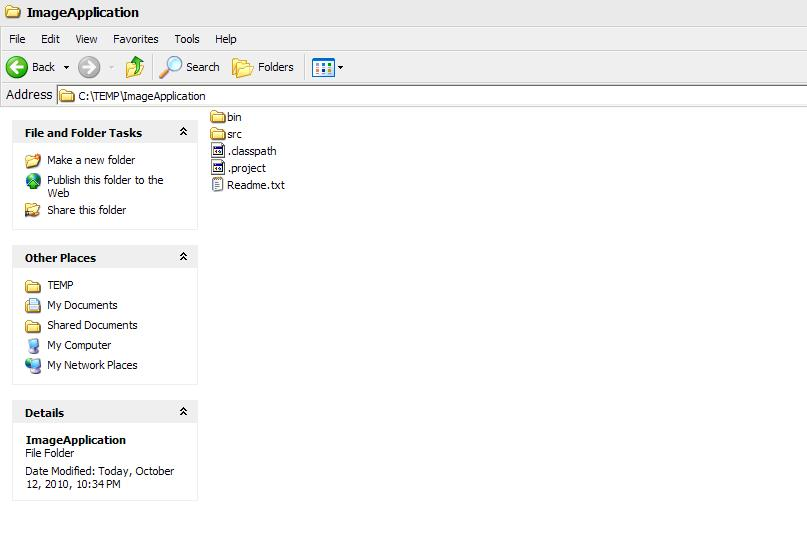 ImageApplication
File Edit View Favorites Tools Help
Back Search Folders
Address C:\TEMP\ImageApplication
File and Folder Tasks
Make a new folder
Publish this folder to the
Web
Share this folder
Other Places
TEMP
My Documents
Shared Documents
My Computer
My Network Places
Details
ImageApplication
File Folder
Date Modified: Today, October
12, 2010, 10:34 PM
bin
src
.classpath
.project
Readme.txt